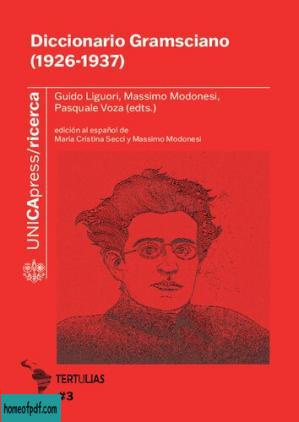 Diccionario Gramsciano
(1926-1937)
Guido Liguori, Massimo Modonesi,
Pasquale Voza (edts.)
edición al español de
Maria Cristina Secci y Massimo Modonesi
UNICApress/ricerca
TERTULIAS
#3
homeofpdf.com